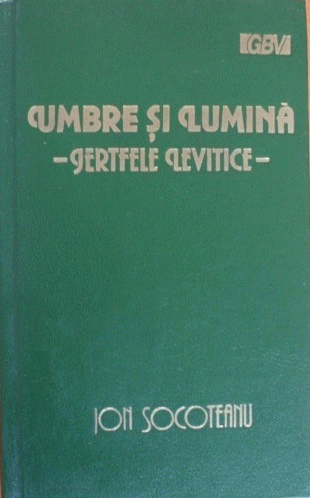 GBV
UMBRE ȘI LUMINĂ
-JERTFELE LEVITICE-
ION SOCOTEANU